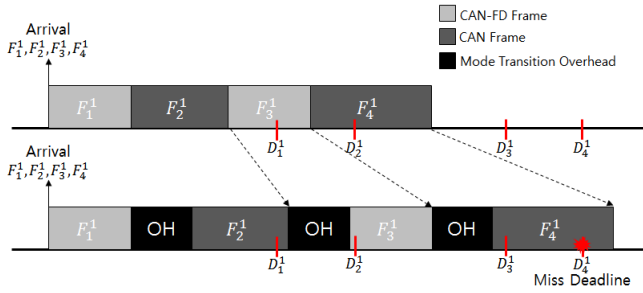 CAN-FD Frame
CAN Frame
Mode Transition Overhead
Arrival
F₁¹, F₂¹, F₃¹, F₄¹
F₁¹ F₂¹ F₃¹ F₄¹
D₁¹ D₂¹ D₃¹ D₄¹
Arrival
F₁¹, F₂¹, F₃¹, F₄¹
F₁¹ OH F₂¹ OH F₃¹ OH F₄¹
D₁¹ D₂¹ D₃¹ D₄¹
Miss Deadline